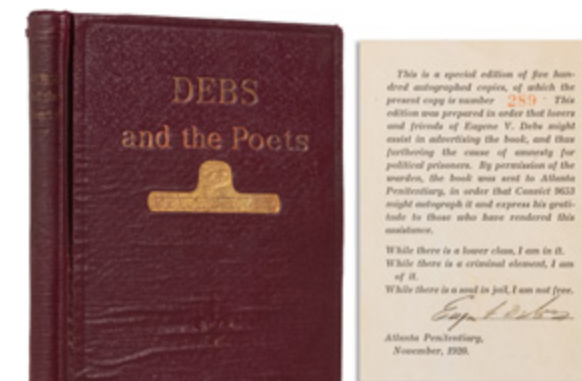 DEBS
and the Poets
This is a special edition of five hun-
dred autographed copies, of which the
present copy is number 289 This
edition was prepared in order that lovers
and friends of Eugene V. Debs might
assist in advertising the book, and thus
furthering the cause of amnesty for
political prisoners. By permission of the
warden, the book was sent to Atlanta
Penitentiary, in order that Convict 9653
might autograph it and express his grati-
tude to those who have rendered this
assistance.
While there is a lower class, I am in it.
While there is a criminal element, I am
of it.
While there is a soul in jail, I am not free.
Atlanta Penitentiary,
November, 1920.